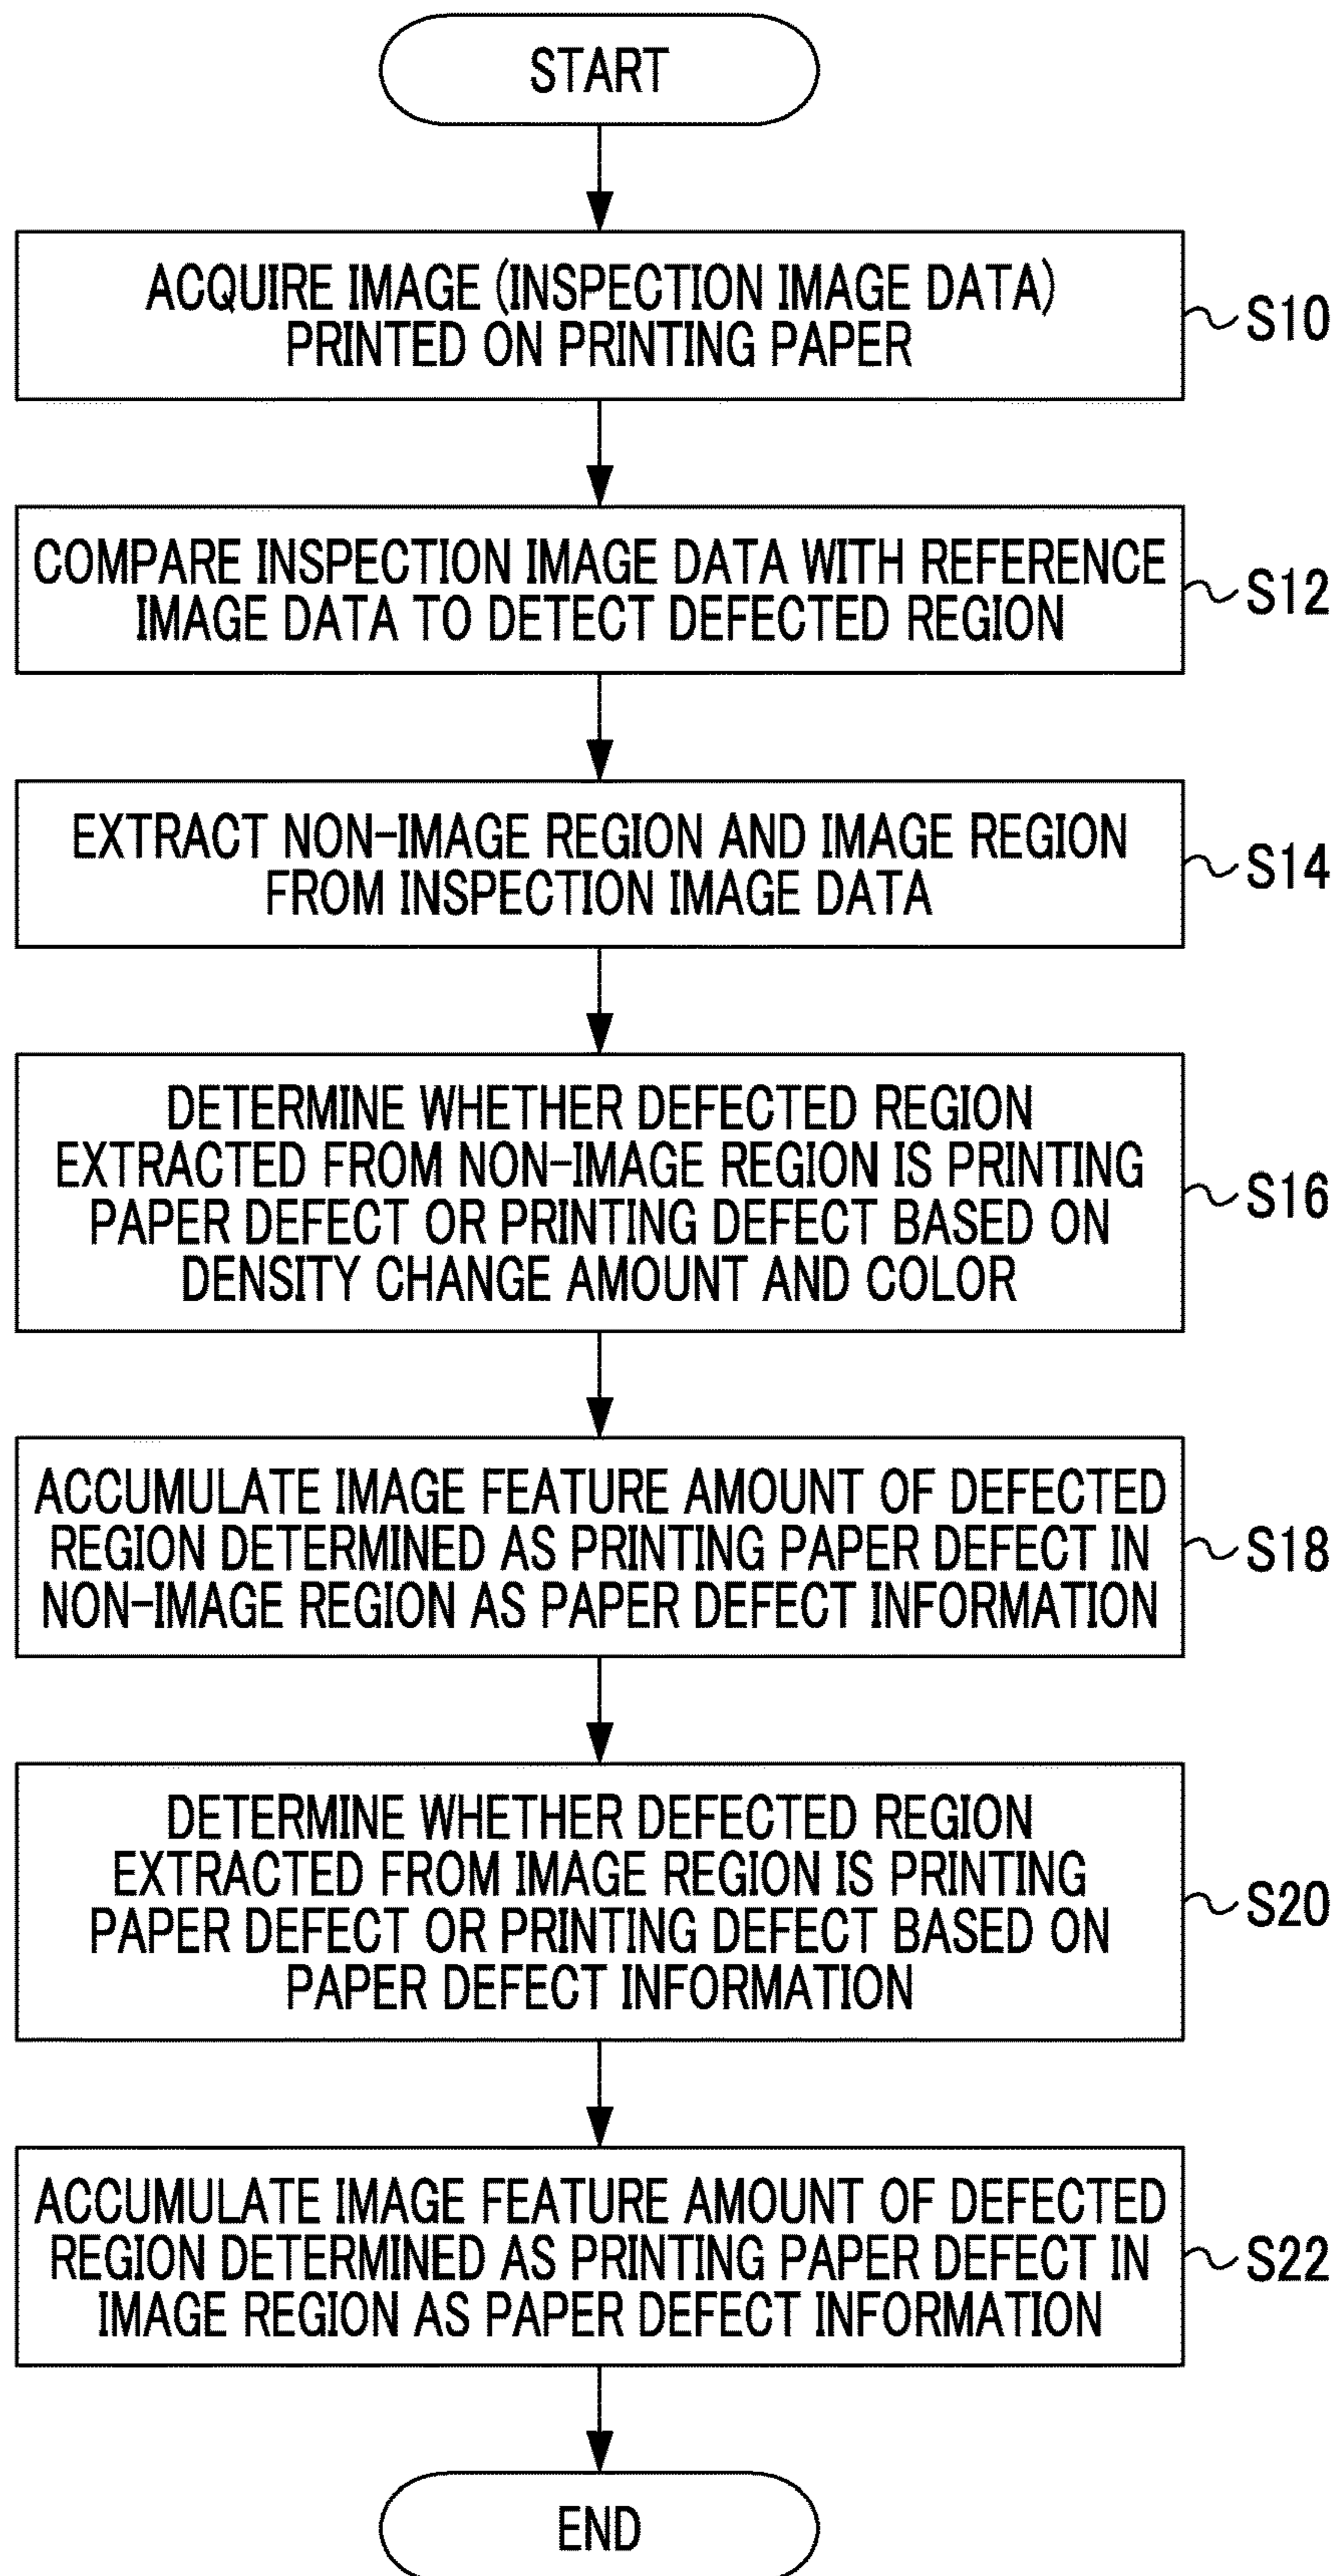 START
ACQUIRE IMAGE (INSPECTION IMAGE DATA)
PRINTED ON PRINTING PAPER
S10
COMPARE INSPECTION IMAGE DATA WITH REFERENCE
IMAGE DATA TO DETECT DEFECTED REGION
S12
EXTRACT NON-IMAGE REGION AND IMAGE REGION
FROM INSPECTION IMAGE DATA
S14
DETERMINE WHETHER DEFECTED REGION
EXTRACTED FROM NON-IMAGE REGION IS PRINTING
PAPER DEFECT OR PRINTING DEFECT BASED ON
DENSITY CHANGE AMOUNT AND COLOR
S16
ACCUMULATE IMAGE FEATURE AMOUNT OF DEFECTED
REGION DETERMINED AS PRINTING PAPER DEFECT IN
NON-IMAGE REGION AS PAPER DEFECT INFORMATION
S18
DETERMINE WHETHER DEFECTED REGION
EXTRACTED FROM IMAGE REGION IS PRINTING
PAPER DEFECT OR PRINTING DEFECT BASED ON
PAPER DEFECT INFORMATION
S20
ACCUMULATE IMAGE FEATURE AMOUNT OF DEFECTED
REGION DETERMINED AS PRINTING PAPER DEFECT IN
IMAGE REGION AS PAPER DEFECT INFORMATION
S22
END